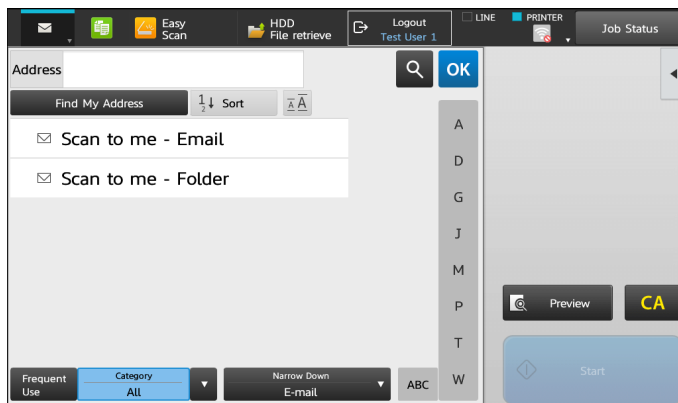 Easy
Scan
HDD
File retrieve
Logout
Test User 1
LINE
PRINTER
Job Status
Address
OK
Find My Address
1
2
Sort
A A
Scan to me - Email
Scan to me - Folder
A
D
G
J
M
P
T
W
Preview
CA
Start
Frequent
Use
Category
All
Narrow Down
E-mail
ABC